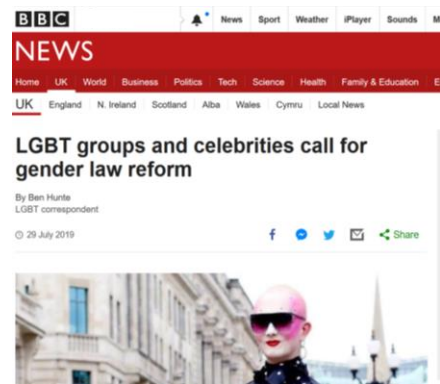 BBC News Sport Weather iPlayer Sounds
NEWS
Home UK World Business Politics Tech Science Health Family & Education
UK England N. Ireland Scotland Alba Wales Cymru Local News
LGBT groups and celebrities call for
gender law reform
By Ben Hunte
LGBT correspondent
29 July 2019 Share